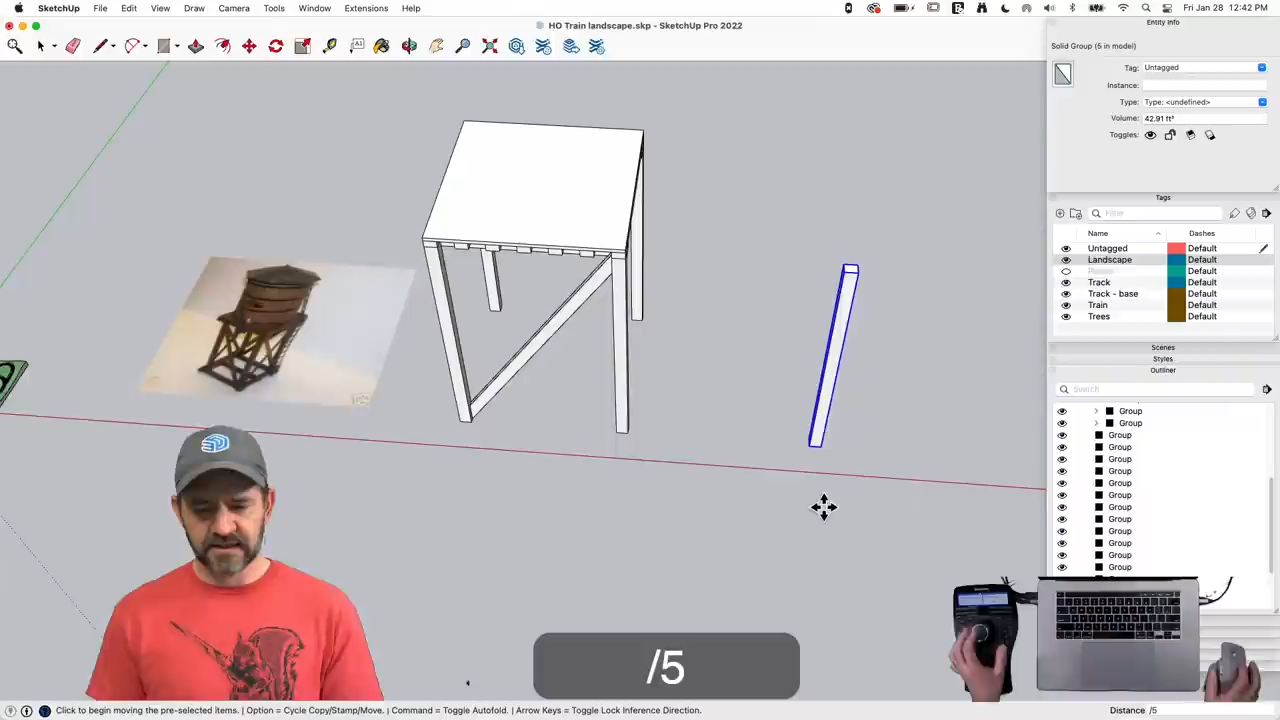 SketchUp File Edit View Draw Camera Tools Window Extensions Help
Fri Jan 28 12:42 PM
HO Train landscape.skp - SketchUp Pro 2022
Entity Info
Solid Group (5 in model)
Tag: Untagged
Instance:
Type: Type: <undefined>
Volume: 42.91 ft³
Toggles:
Tags
Filter
Name Dashes
Untagged Default
Landscape Default
Default
Track Default
Track - base Default
Train Default
Trees Default
Scenes
Styles
Outliner
Search
Group
Group
Group
Group
Group
Group
Group
Group
Group
Group
Group
Group
Group
Group
/5
Click to begin moving the pre-selected items. | Option = Cycle Copy/Stamp/Move. | Command = Toggle Autofold. | Arrow Keys = Toggle Lock Inference Direction.
Distance /5